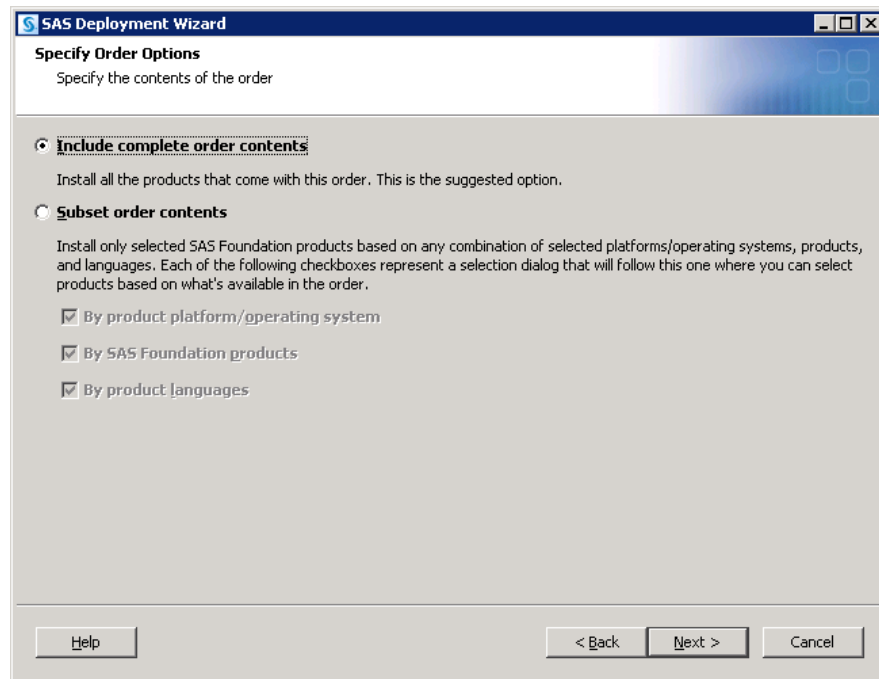 SAS Deployment Wizard
Specify Order Options
Specify the contents of the order
Include complete order contents
Install all the products that come with this order. This is the suggested option.
Subset order contents
Install only selected SAS Foundation products based on any combination of selected platforms/operating systems, products,
and languages. Each of the following checkboxes represent a selection dialog that will follow this one where you can select
products based on what's available in the order.
By product platform/operating system
By SAS Foundation products
By product languages
Help
< Back
Next >
Cancel